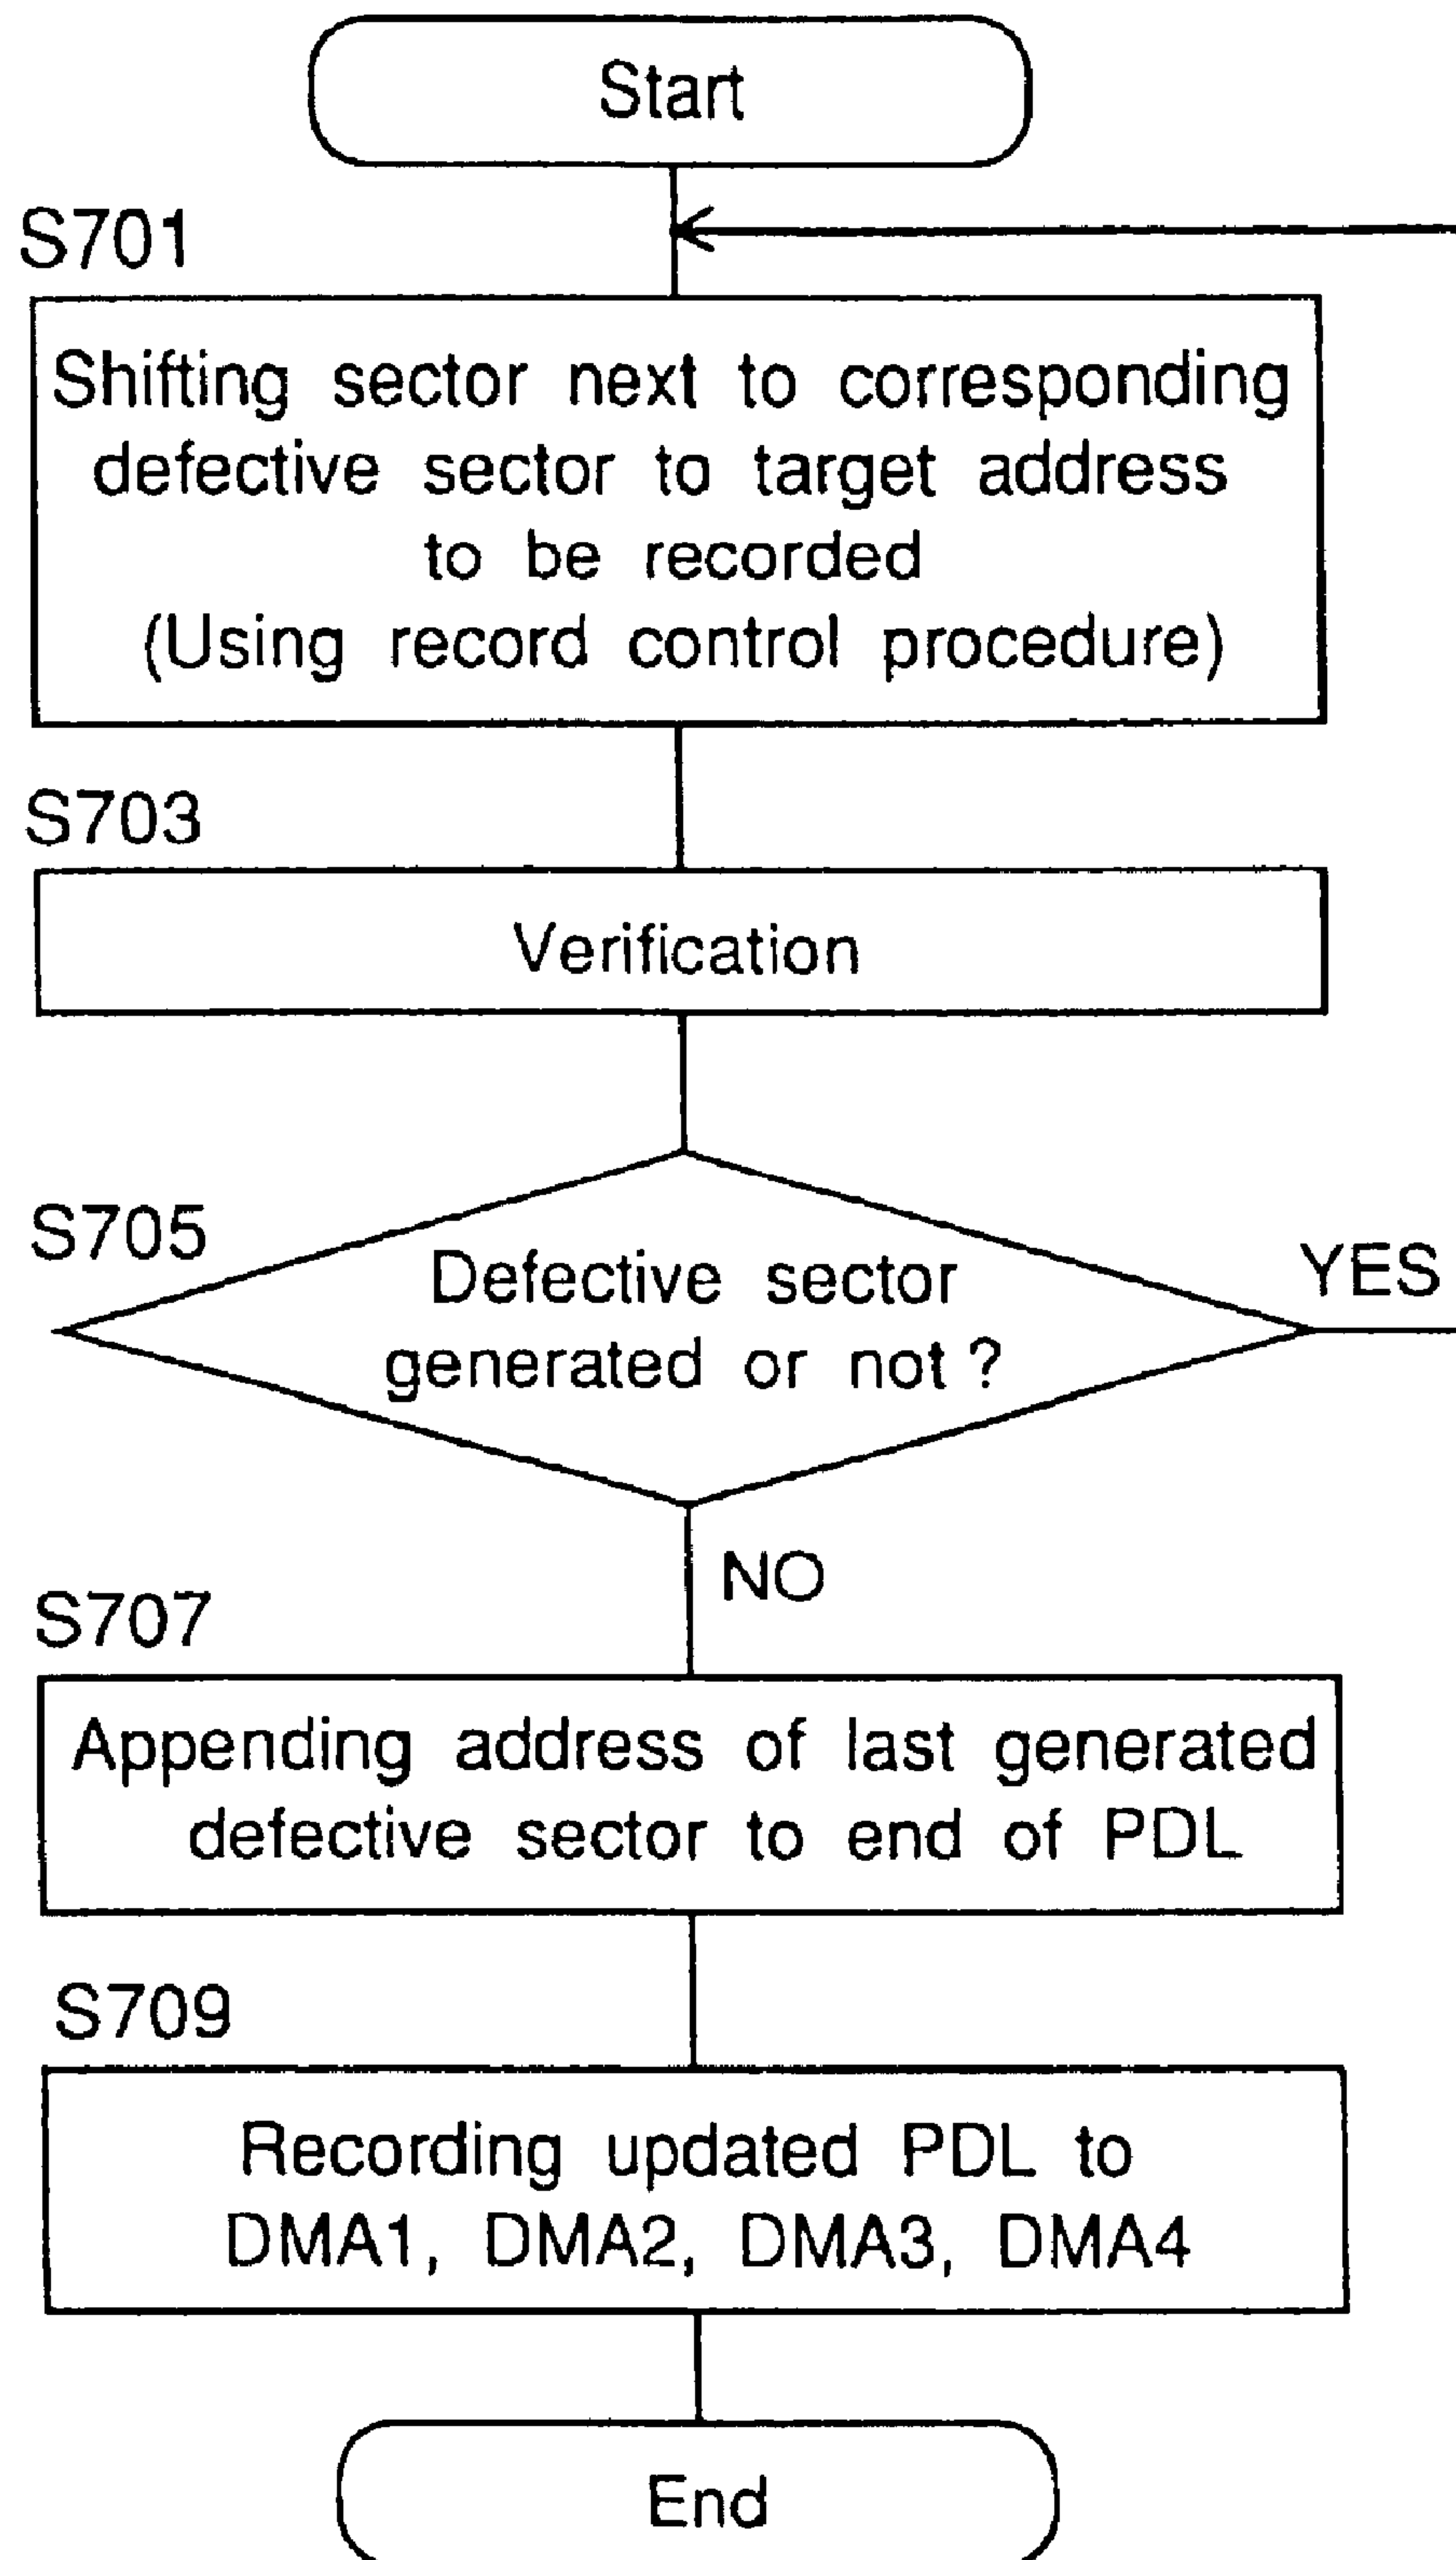 Start
S701
Shifting sector next to corresponding
defective sector to target address
to be recorded
(Using record control procedure)
S703
Verification
S705
Defective sector
generated or not ?
YES
NO
S707
Appending address of last generated
defective sector to end of PDL
S709
Recording updated PDL to
DMA1, DMA2, DMA3, DMA4
End